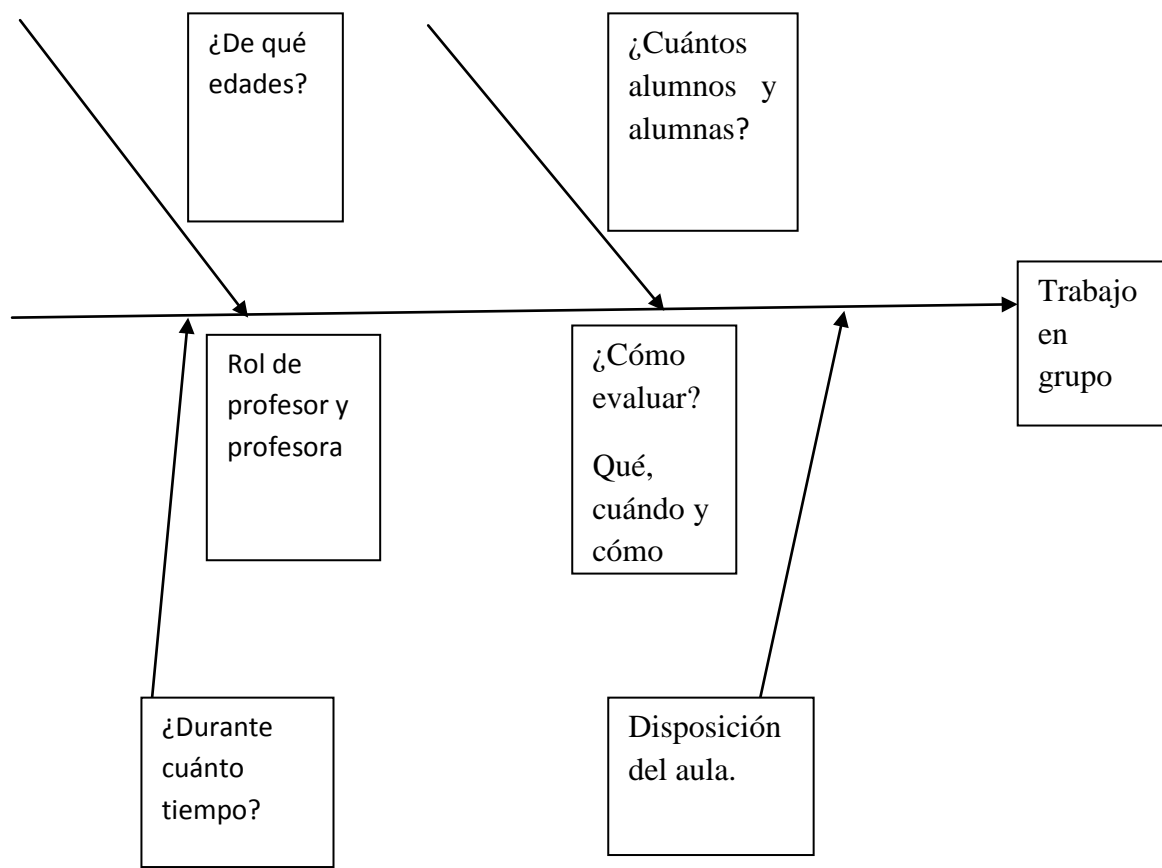 ¿De qué
edades?
¿Cuántos
alumnos y
alumnas?
Trabajo
en
grupo
Rol de
profesor y
profesora
¿Cómo
evaluar?
Qué,
cuándo y
cómo
¿Durante
cuánto
tiempo?
Disposición
del aula.